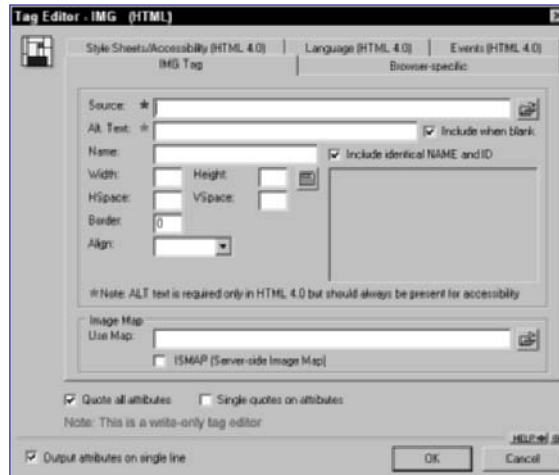 Tag Editor - IMG (HTML)
Style Sheets/Accessibility (HTML 4.0) Language (HTML 4.0) Events (HTML 4.0)
IMG Tag Browser-specific
Source: *
Alt. Text: * Include when blank
Name: Include identical NAME and ID
Width: Height:
HSpace: VSpace:
Border: 0
Align:
*Note: ALT text is required only in HTML 4.0 but should always be present for accessibility
Image Map
Use Map:
ISMAP (Server-side Image Map)
Quote all attributes Single quotes on attributes
Note: This is a write-only tag editor
HELP
Output attributes on single line OK Cancel